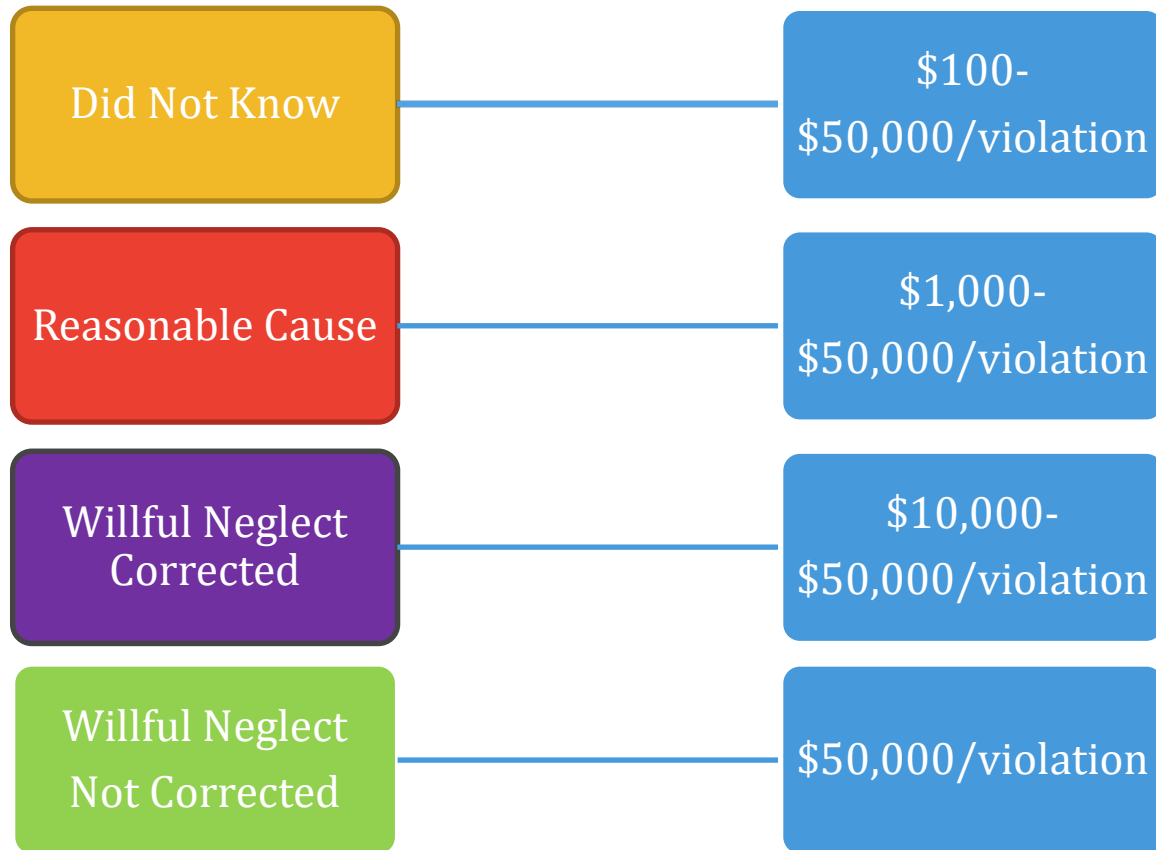 Did Not Know
$100-
$50,000/violation
Reasonable Cause
$1,000-
$50,000/violation
Willful Neglect
Corrected
$10,000-
$50,000/violation
Willful Neglect
Not Corrected
$50,000/violation